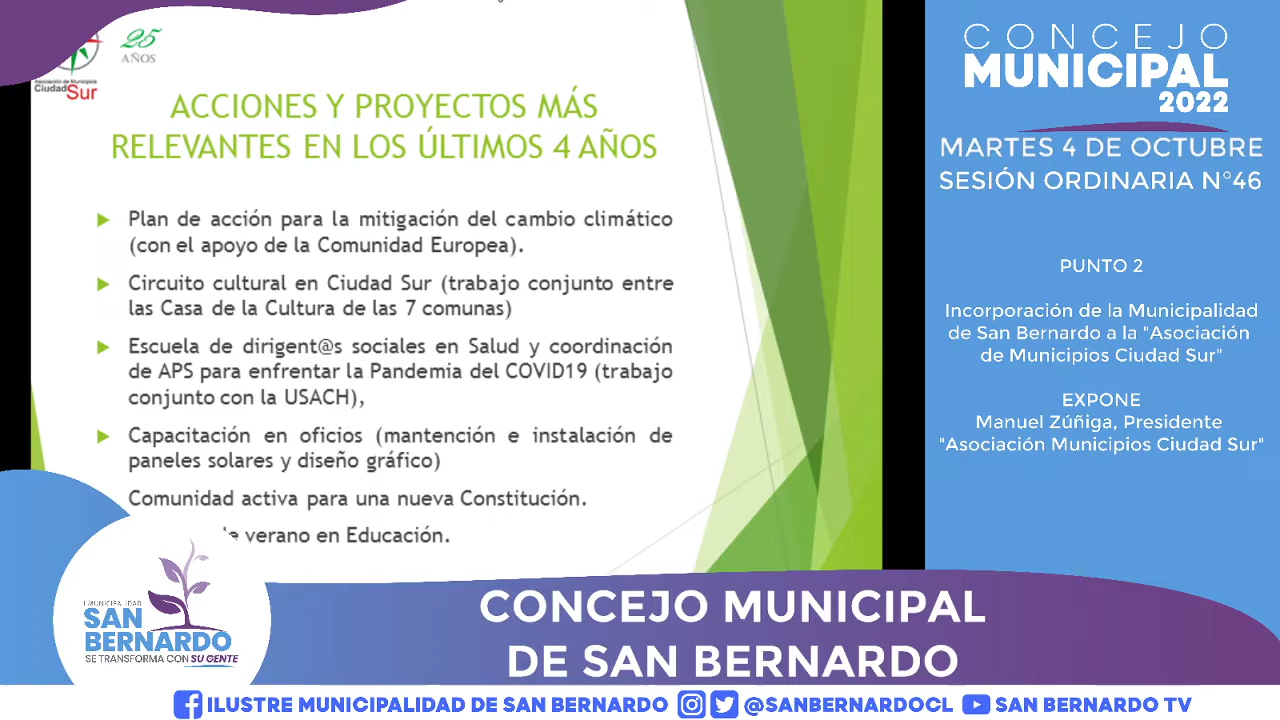 25
AÑOS
Asociación de Municipios
Ciudad Sur
ACCIONES Y PROYECTOS MÁS
RELEVANTES EN LOS ÚLTIMOS 4 AÑOS
Plan de acción para la mitigación del cambio climático
(con el apoyo de la Comunidad Europea).
Circuito cultural en Ciudad Sur (trabajo conjunto entre
las Casa de la Cultura de las 7 comunas)
Escuela de dirigent@s sociales en Salud y coordinación
de APS para enfrentar la Pandemia del COVID19 (trabajo
conjunto con la USACH),
Capacitación en oficios (mantención e instalación de
paneles solares y diseño gráfico)
Comunidad activa para una nueva Constitución.
verano en Educación.
CONCEJO
MUNICIPAL
2022
MARTES 4 DE OCTUBRE
SESIÓN ORDINARIA N°46
PUNTO 2
Incorporación de la Municipalidad
de San Bernardo a la "Asociación
de Municipios Ciudad Sur"
EXPONE
Manuel Zúñiga, Presidente
"Asociación Municipios Ciudad Sur"
I MUNICIPALIDAD
SAN
BERNARDO
SE TRANSFORMA CON SU GENTE
CONCEJO MUNICIPAL
DE SAN BERNARDO
ILUSTRE MUNICIPALIDAD DE SAN BERNARDO @SANBERNARDOCL SAN BERNARDO TV